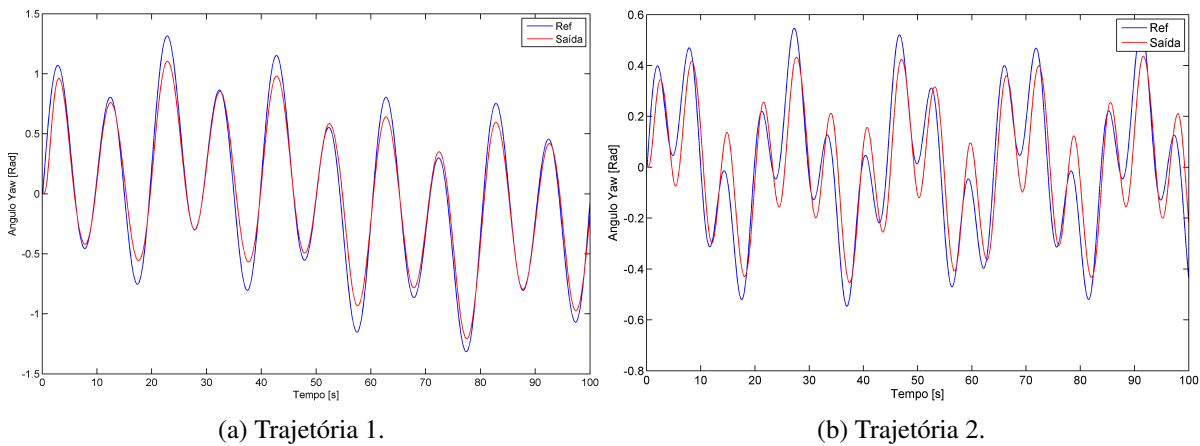 1.5
1
0.5
0
-0.5
-1
-1.5
Angulo Yaw [Rad]
Ref
Saída
0 10 20 30 40 50 60 70 80 90 100
Tempo [s]
(a) Trajetória 1.
0.6
0.4
0.2
0
-0.2
-0.4
-0.6
-0.8
Angulo Yaw [Rad]
Ref
Saída
0 10 20 30 40 50 60 70 80 90 100
Tempo [s]
(b) Trajetória 2.